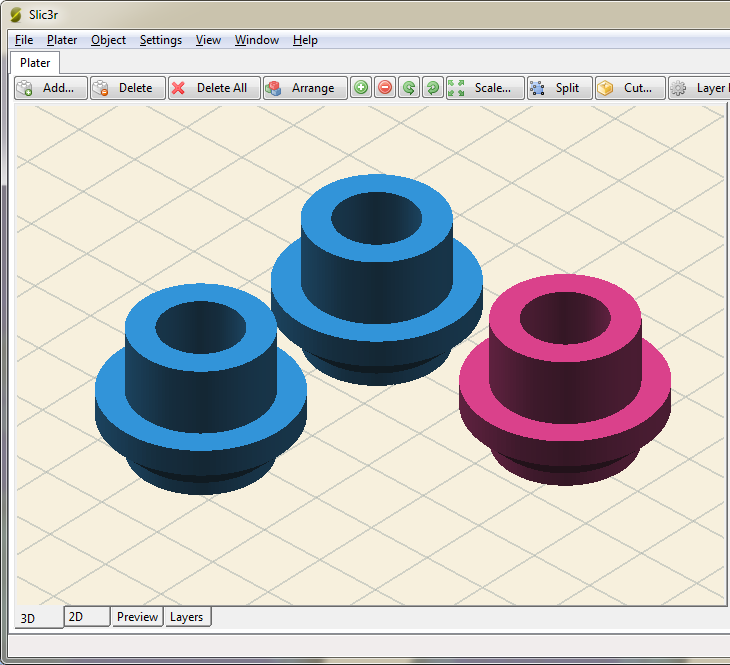 Slic3r
File Plater Object Settings View Window Help
Plater
Add... Delete Delete All Arrange Scale... Split Cut... Layer
3D 2D Preview Layers